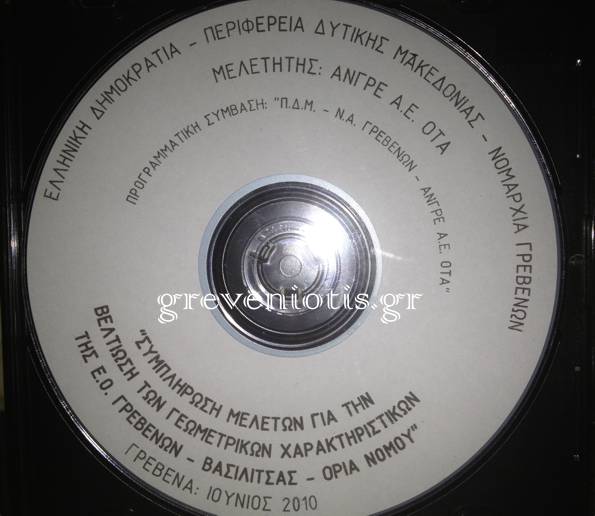 ΕΛΛΗΝΙΚΗ ΔΗΜΟΚΡΑΤΙΑ - ΠΕΡΙΦΕΡΕΙΑ ΔΥΤΙΚΗΣ ΜΑΚΕΔΟΝΙΑΣ - ΝΟΜΑΡΧΙΑ ΓΡΕΒΕΝΩΝ
ΜΕΛΕΤΗΤΗΣ: ΑΝΓΡΕ Α.Ε. ΟΤΑ
ΠΡΟΓΡΑΜΜΑΤΙΚΗ ΣΥΜΒΑΣΗ: "Π.Δ.Μ. - Ν.Α. ΓΡΕΒΕΝΩΝ - ΑΝΓΡΕ Α.Ε. ΟΤΑ"
greveniotis.gr
"ΣΥΜΠΛΗΡΩΣΗ ΜΕΛΕΤΩΝ ΓΙΑ ΤΗΝ
ΒΕΛΤΙΩΣΗ ΤΩΝ ΓΕΩΜΕΤΡΙΚΩΝ ΧΑΡΑΚΤΗΡΙΣΤΙΚΩΝ
ΤΗΣ Ε.Ο. ΓΡΕΒΕΝΩΝ - ΒΑΣΙΛΙΤΣΑΣ - ΟΡΙΑ ΝΟΜΟΥ"
ΓΡΕΒΕΝΑ: ΙΟΥΝΙΟΣ 2010